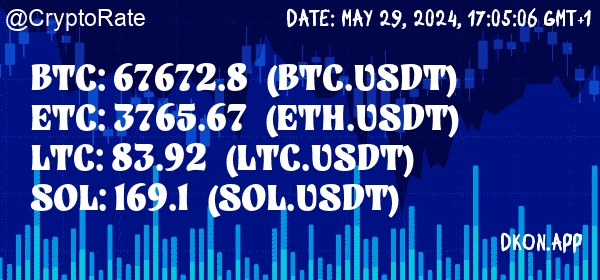 @CryptoRate
DATE: MAY 29, 2024, 17:05:06 GMT+1
BTC: 67672.8 (BTC.USDT)
ETC: 3765.67 (ETH.USDT)
LTC: 83.92 (LTC.USDT)
SOL: 169.1 (SOL.USDT)
DKON.APP